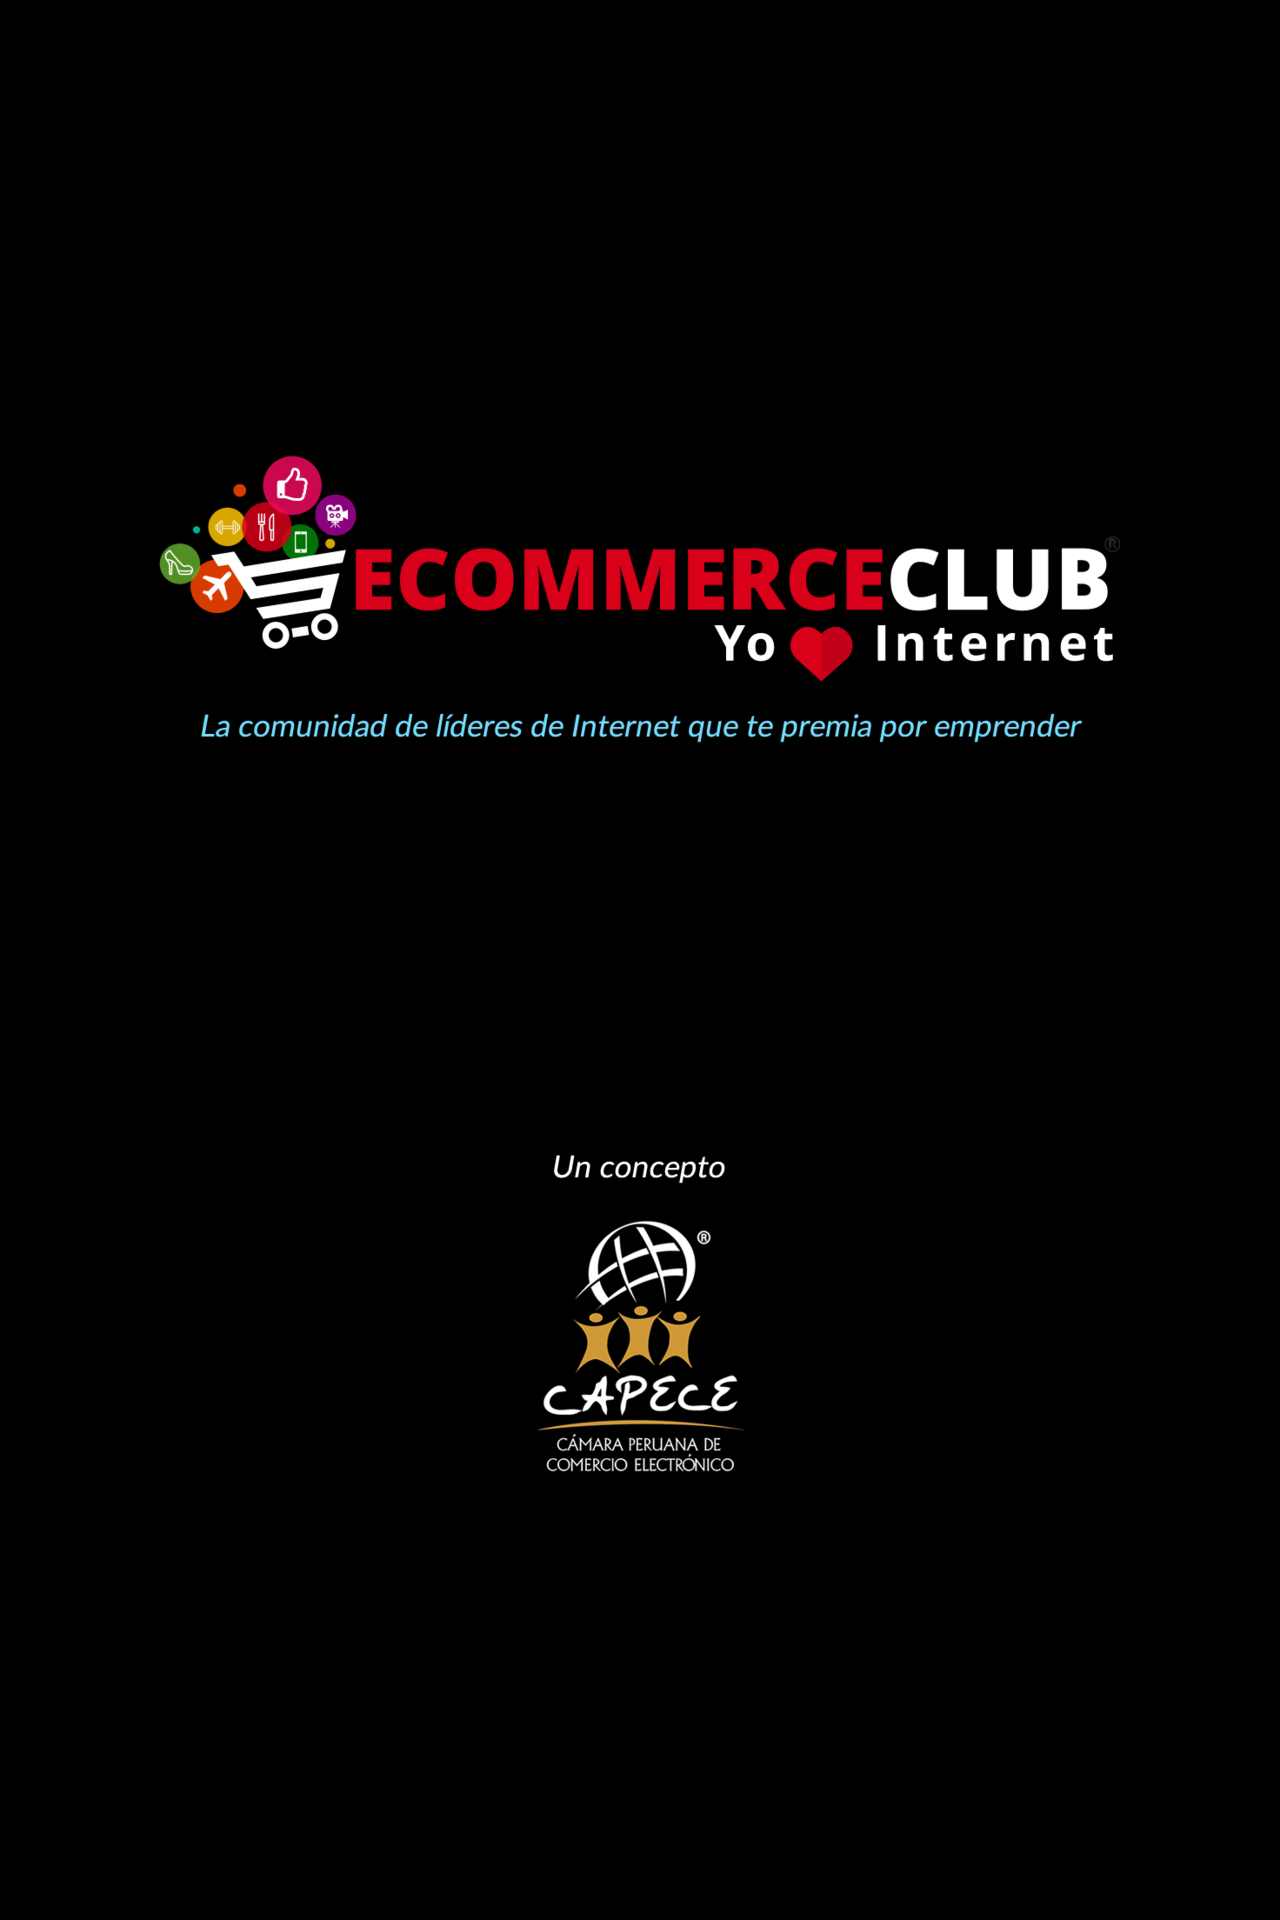 ECOMMERCECLUB®
Yo Internet
La comunidad de líderes de Internet que te premia por emprender
Un concepto
®
CAPECE
CÁMARA PERUANA DE
COMERCIO ELECTRÓNICO